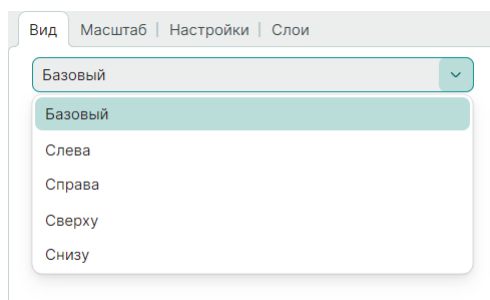 Вид Масштаб | Настройки | Слои
Базовый
Базовый
Слева
Справа
Сверху
Снизу